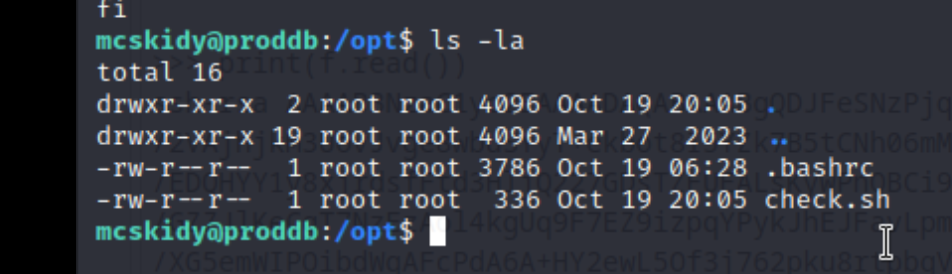 fi
mcskidy@proddb:/opt$ ls -la
total 16
drwxr-xr-x  2 root root 4096 Oct 19 20:05 .
drwxr-xr-x 19 root root 4096 Mar 27  2023 ..
-rw-r--r--  1 root root 3786 Oct 19 06:28 .bashrc
-rw-r--r--  1 root root  336 Oct 19 20:05 check.sh
mcskidy@proddb:/opt$